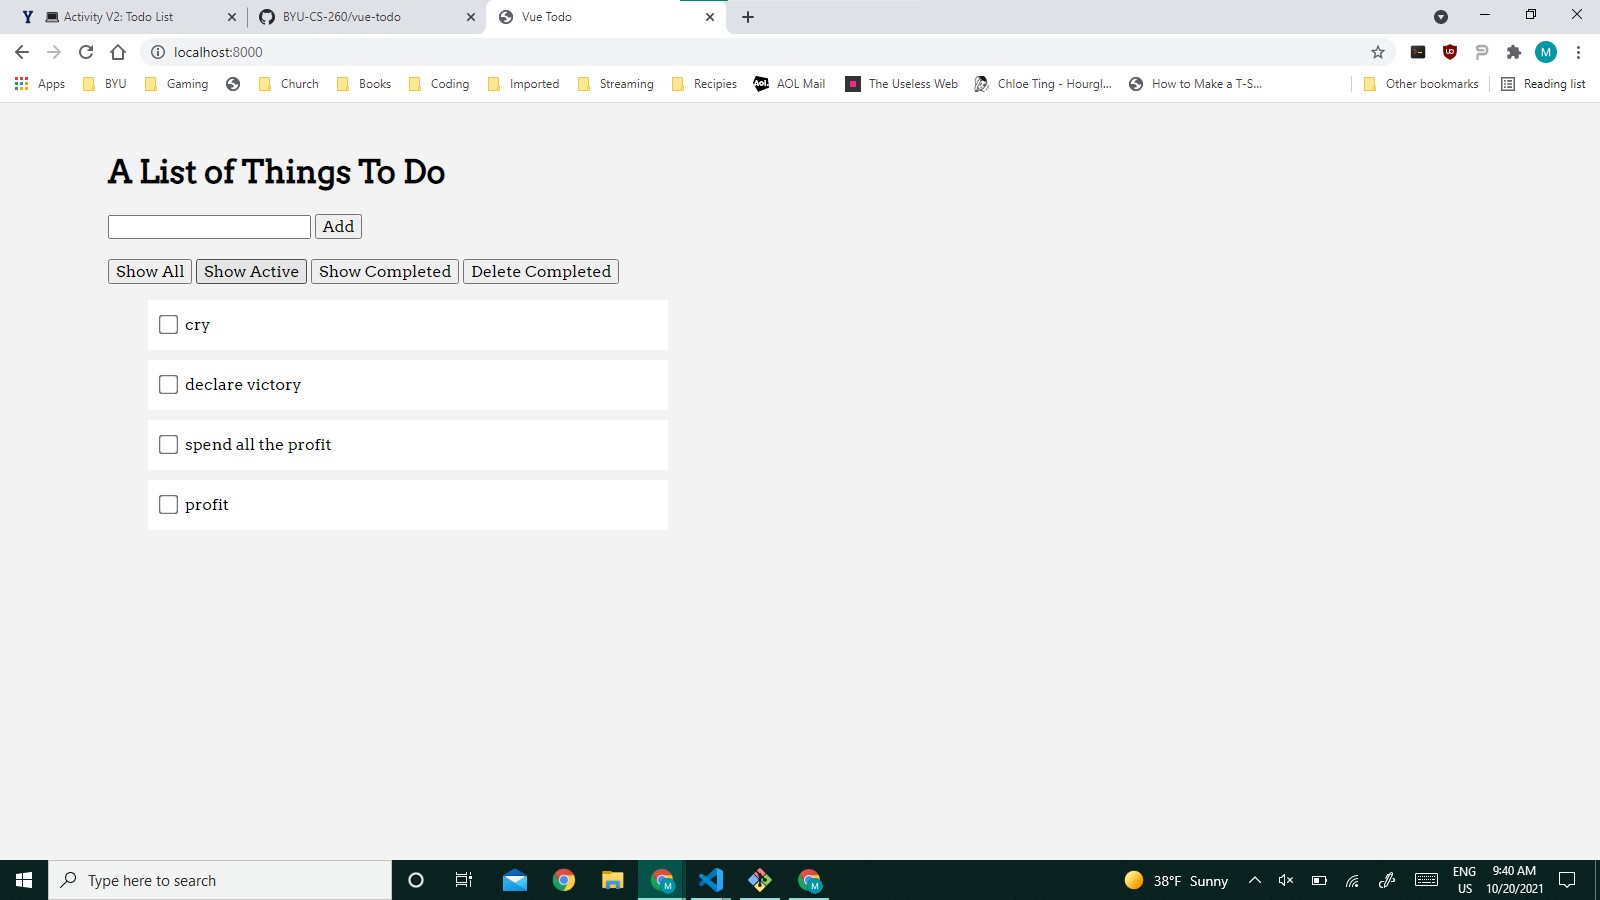 Y Activity V2: Todo List
BYU-CS-260/vue-todo
Vue Todo
localhost:8000
M
Apps
BYU
Gaming
Church
Books
Coding
Imported
Streaming
Recipies
Aol. AOL Mail
The Useless Web
Chloe Ting - Hourgl...
How to Make a T-S...
Other bookmarks
Reading list
A List of Things To Do
Add
Show All
Show Active
Show Completed
Delete Completed
cry
declare victory
spend all the profit
profit
Type here to search
M
M
38°F Sunny
ENG
US
9:40 AM
10/20/2021